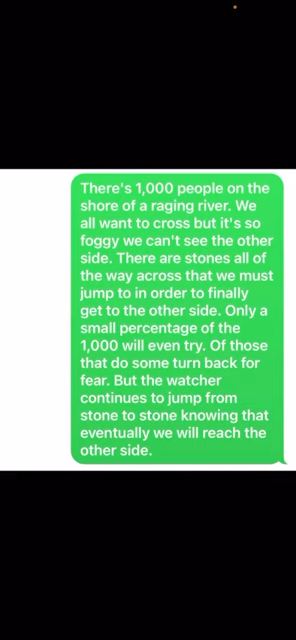 There's 1,000 people on the
shore of a raging river. We
all want to cross but it's so
foggy we can't see the other
side. There are stones all of
the way across that we must
jump to in order to finally
get to the other side. Only a
small percentage of the
1,000 will even try. Of those
that do some turn back for
fear. But the watcher
continues to jump from
stone to stone knowing that
eventually we will reach the
other side.